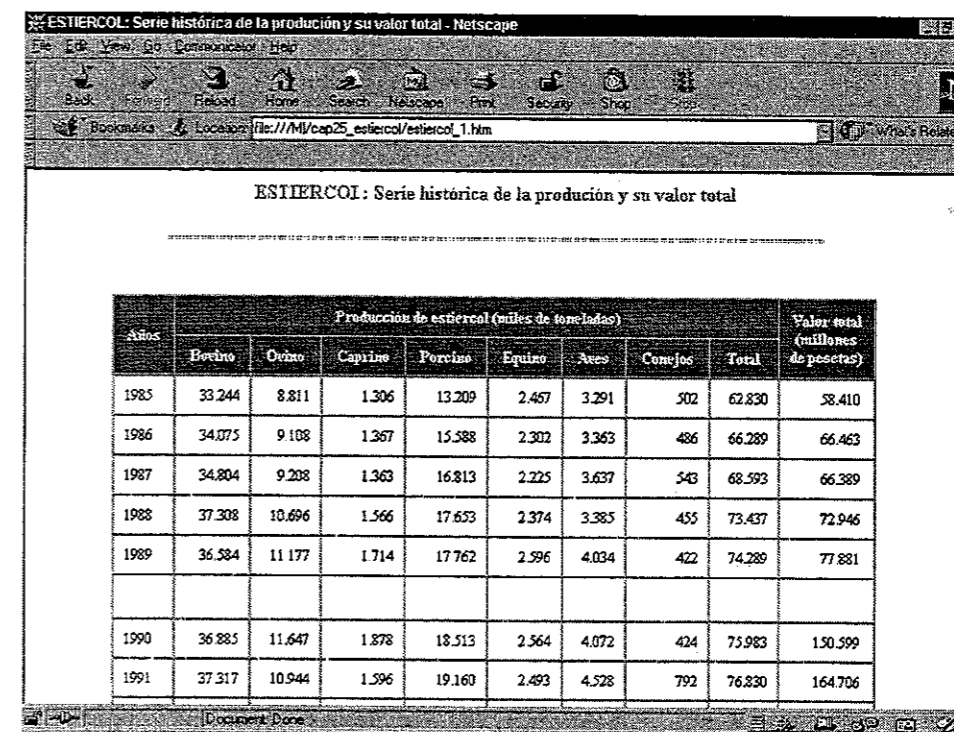 ESTIERCOL: Serie histórica de la produción y su valor total - Netscape
File Edit View Go Communicator Help
Back Forward Reload Home Search Netscape Print Security Shop Stop
Bookmarks Location: file:///M|/cap25_estiercol/estiercol_1.htm What's Relate
ESTIERCOL: Serie histórica de la produción y su valor total
Años Producción de estiercol (miles de toneladas) Valor total (millones de pesetas)
Bovino Ovino Caprino Porcino Equino Aves Conejos Total
1985 33.244 8.811 1.306 13.209 2.467 3.291 502 62.830 58.410
1986 34.075 9.108 1.367 15.588 2.302 3.363 486 66.289 66.463
1987 34.804 9.208 1.363 16.813 2.225 3.637 543 68.593 66.389
1988 37.308 10.696 1.566 17.653 2.374 3.385 455 73.437 72.946
1989 36.584 11.177 1.714 17.762 2.596 4.034 422 74.289 77.881
1990 36.885 11.647 1.878 18.513 2.564 4.072 424 75.983 150.599
1991 37.317 10.944 1.596 19.160 2.493 4.528 792 76.830 164.706
Document: Done